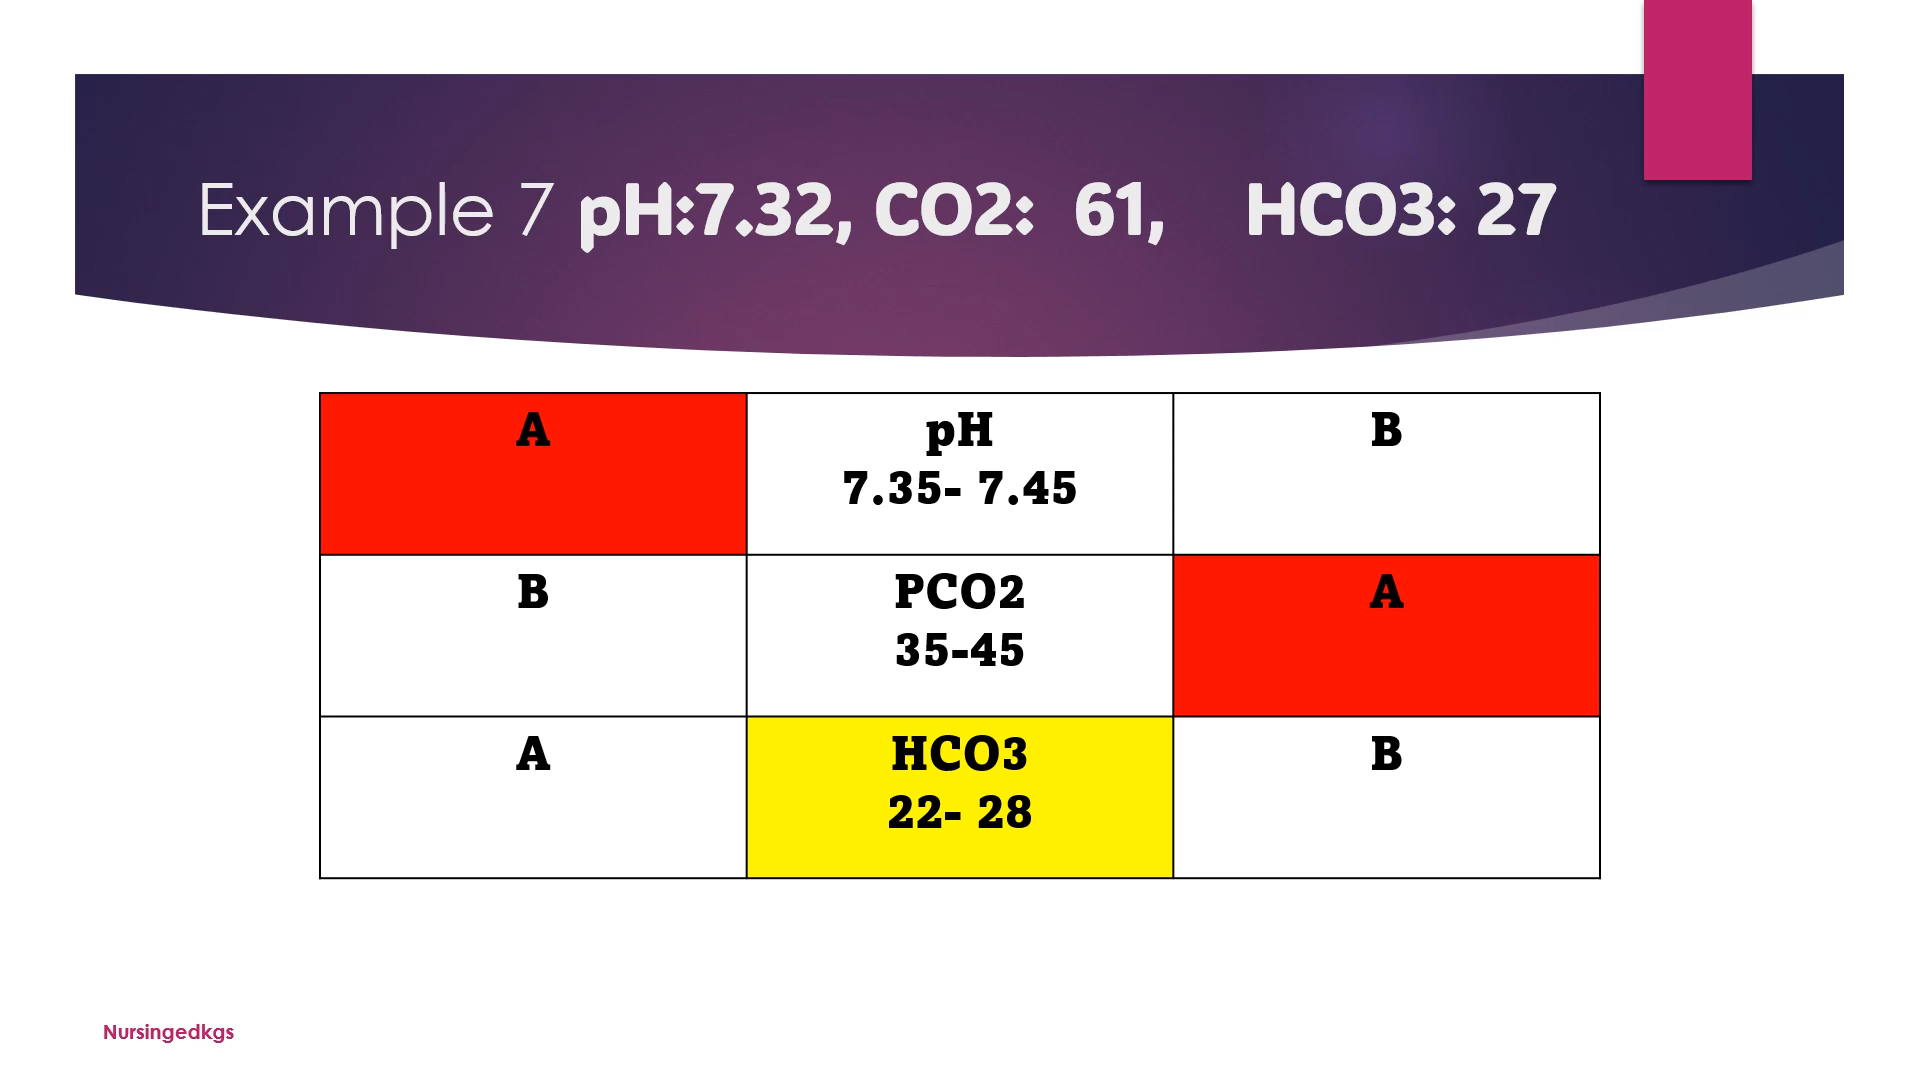 Example 7 pH:7.32, CO2: 61, HCO3: 27
A
pH
7.35- 7.45
B
B
PCO2
35-45
A
A
HCO3
22- 28
B
Nursingedkgs